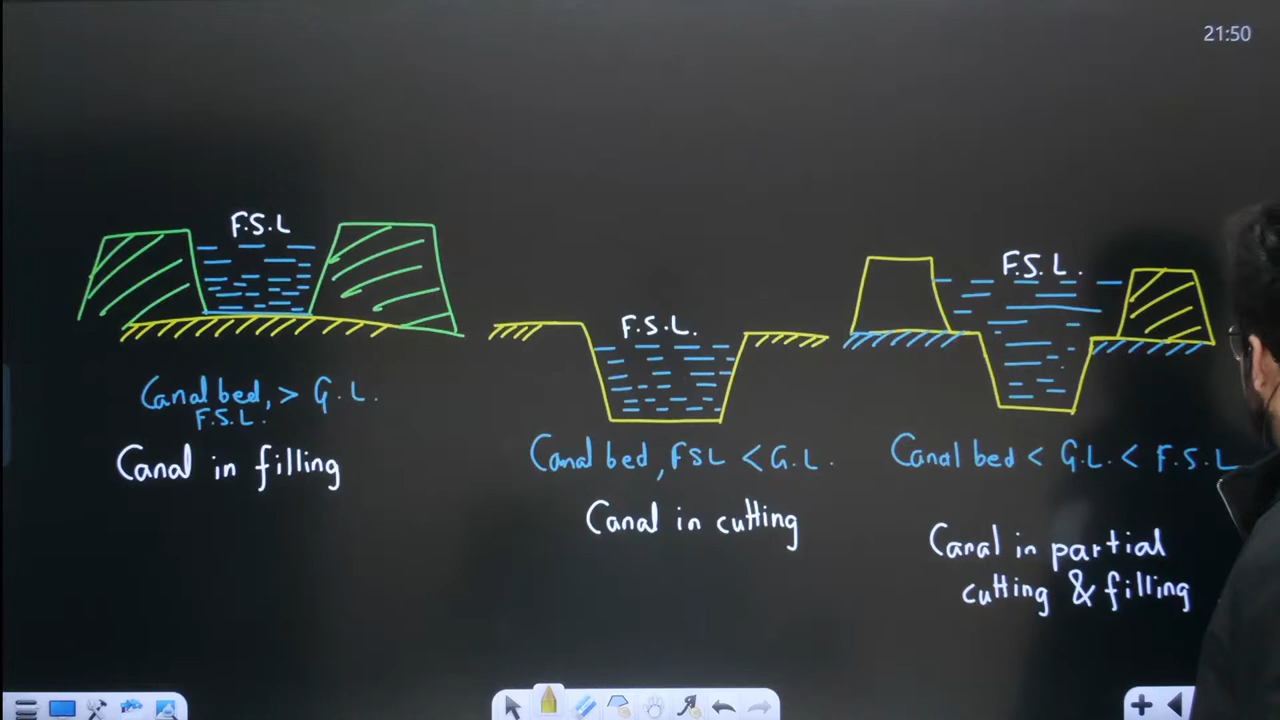 21:50
F.S.L
Canal bed, > G.L.
F.S.L.
Canal in filling
F.S.L.
Canal bed, FSL < G.L.
Canal in cutting
F.S.L.
Canal bed < G.L. < F.S.L
Canal in partial
cutting & filling